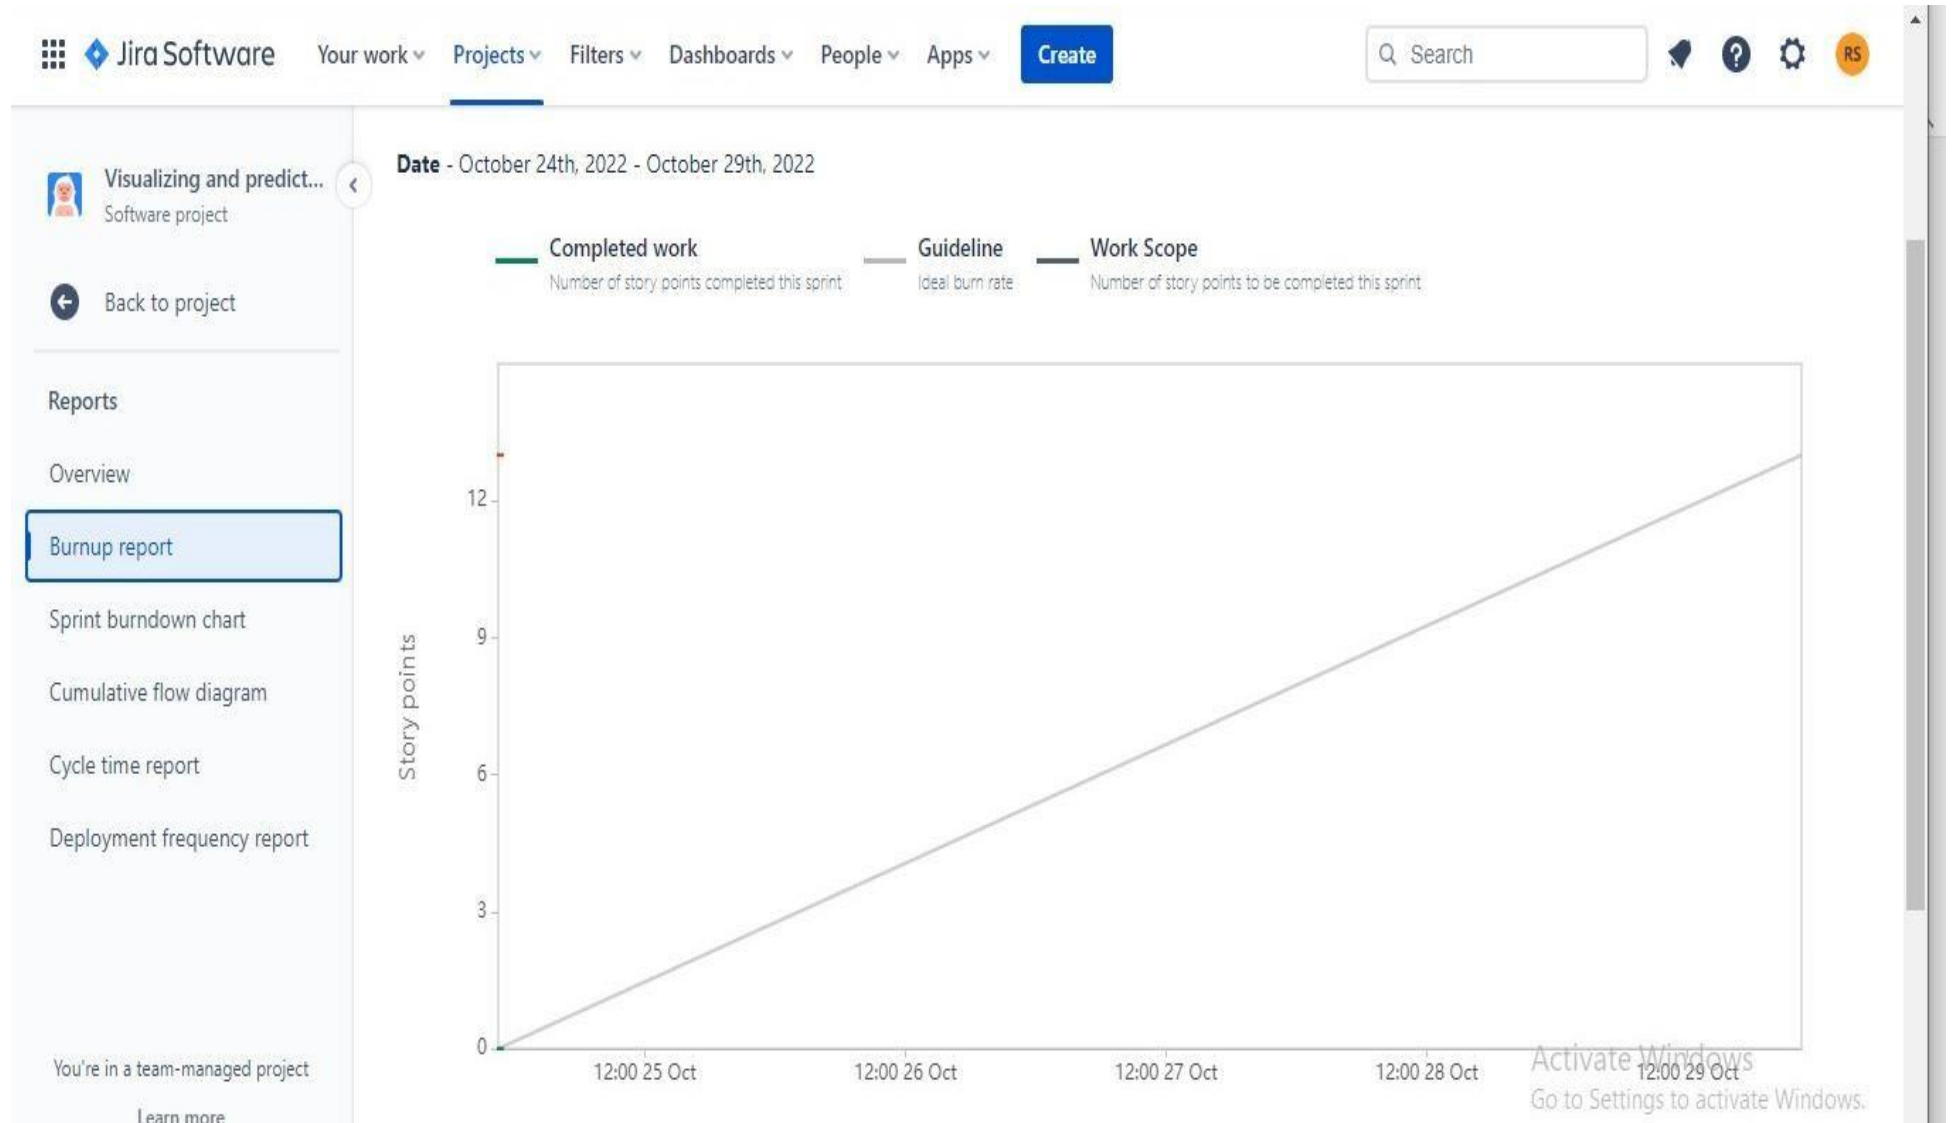 Jira Software Your work Projects Filters Dashboards People Apps Create Search RS
Visualizing and predict...
Software project
Back to project
Reports
Overview
Burnup report
Sprint burndown chart
Cumulative flow diagram
Cycle time report
Deployment frequency report
You're in a team-managed project
Learn more
Date - October 24th, 2022 - October 29th, 2022
Completed work
Number of story points completed this sprint
Guideline
Ideal burn rate
Work Scope
Number of story points to be completed this sprint
Story points
12
9
6
3
0
12:00 25 Oct
12:00 26 Oct
12:00 27 Oct
12:00 28 Oct
12:00 29 Oct
Activate Windows
Go to Settings to activate Windows.